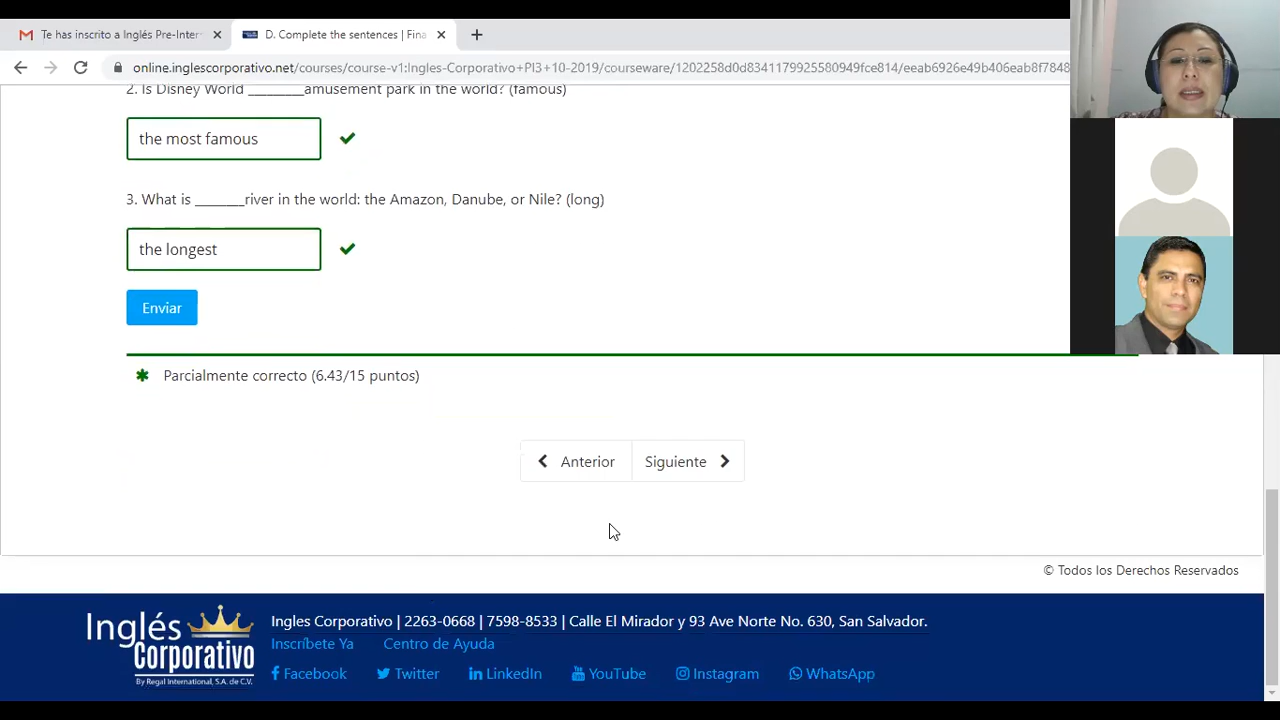 Te has inscrito a Inglés Pre-Inter
D. Complete the sentences | Fina
online.inglescorporativo.net/courses/course-v1:Ingles-Corporativo+PI3+10-2019/courseware/1202258d0d8341179925580949fce814/eeab6926e49b406eab8f7848
2. Is Disney World _________amusement park in the world? (famous)
the most famous
3. What is ________river in the world: the Amazon, Danube, or Nile? (long)
the longest
Enviar
Parcialmente correcto (6.43/15 puntos)
Anterior Siguiente
© Todos los Derechos Reservados
Inglés Corporativo
By Regal International, S.A. de C.V.
Ingles Corporativo | 2263-0668 | 7598-8533 | Calle El Mirador y 93 Ave Norte No. 630, San Salvador.
Inscríbete Ya Centro de Ayuda
Facebook Twitter LinkedIn YouTube Instagram WhatsApp